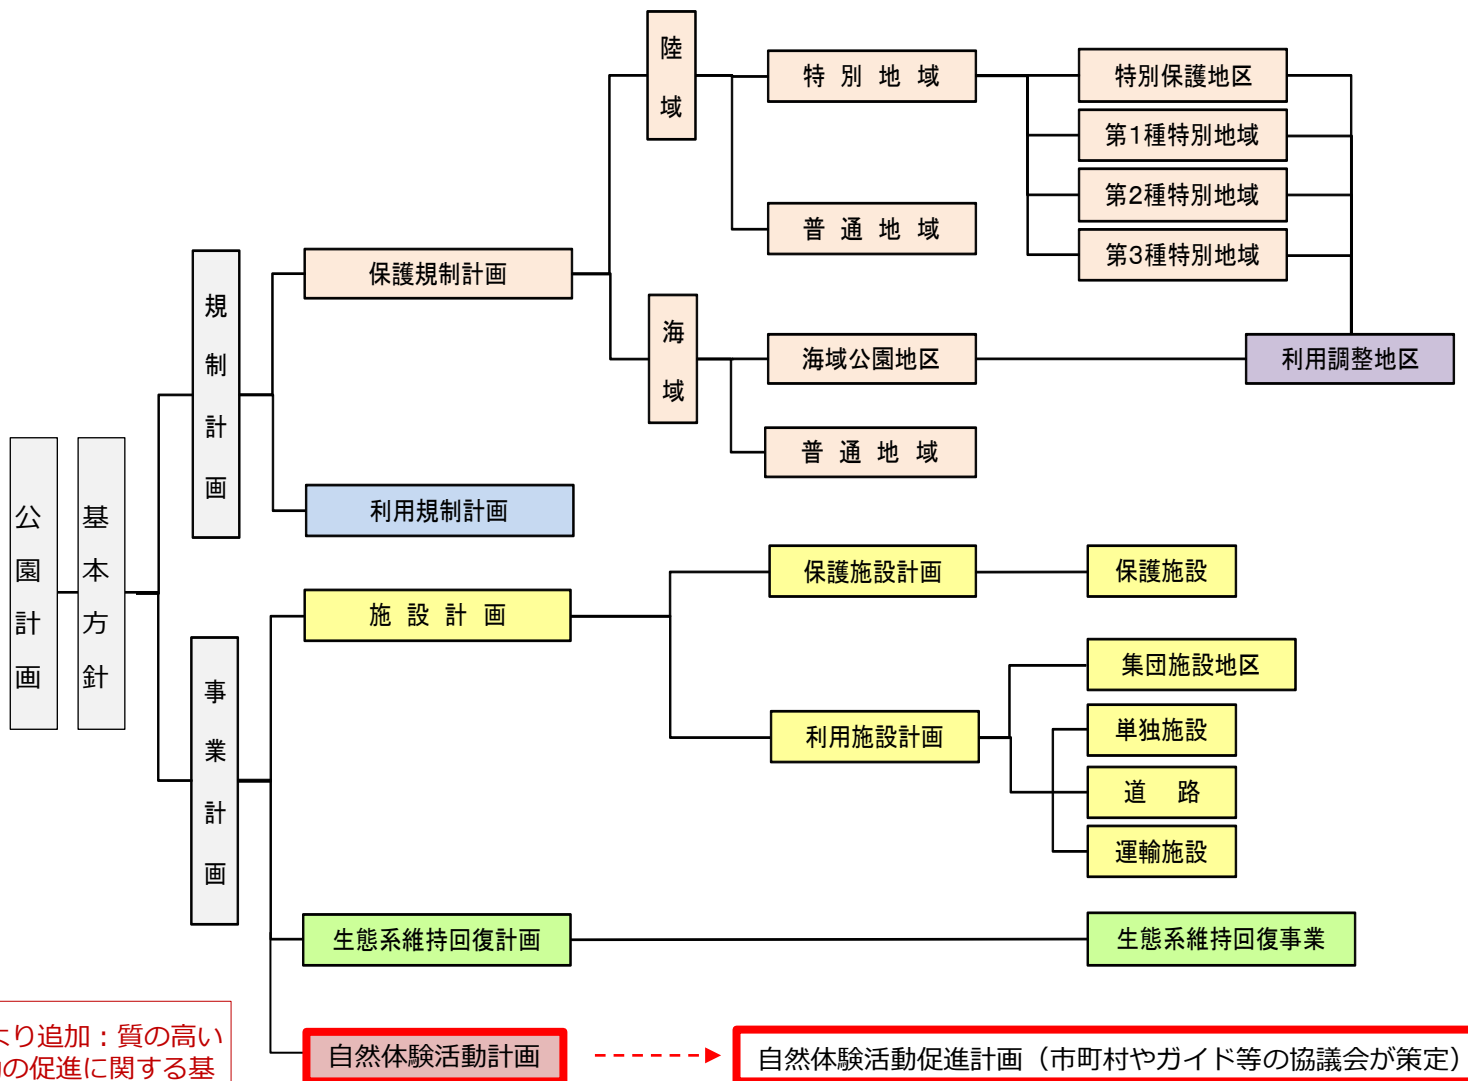 公園計画
基本方針
規制計画
保護規制計画
陸域
特別地域
特別保護地区
第1種特別地域
第2種特別地域
第3種特別地域
普通地域
海域
海域公園地区
利用調整地区
普通地域
利用規制計画
事業計画
施設計画
保護施設計画
保護施設
利用施設計画
集団施設地区
単独施設
道路
運輸施設
生態系維持回復計画
生態系維持回復事業
自然体験活動計画
自然体験活動促進計画（市町村やガイド等の協議会が策定）
より追加：質の高い
の促進に関する基